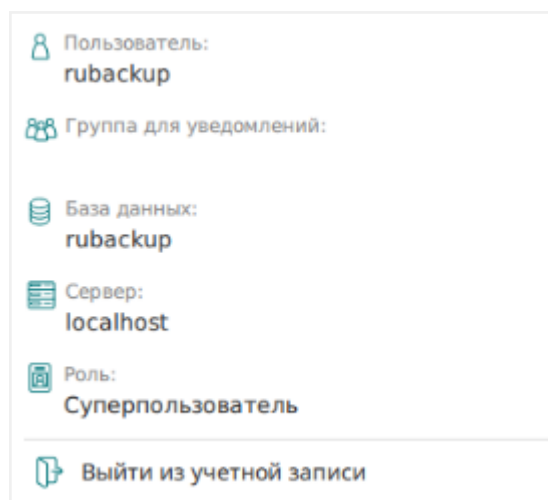 Пользователь:
rubackup
Группа для уведомлений:
База данных:
rubackup
Сервер:
localhost
Роль:
Суперпользователь
Выйти из учетной записи